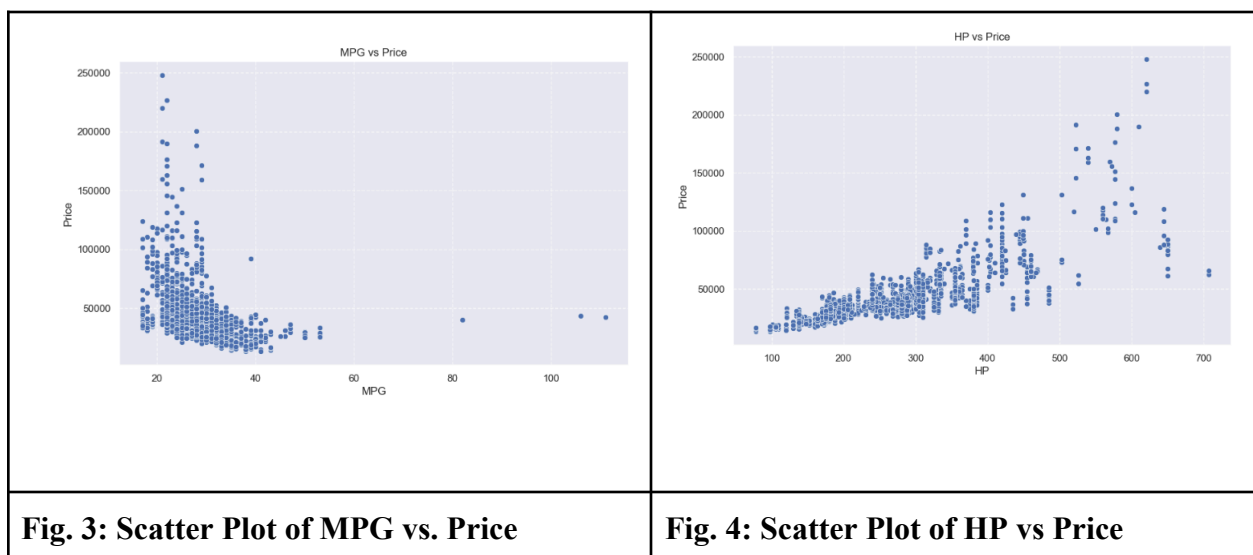 MPG vs Price
250000
200000
150000
100000
50000
Price
20
40
60
80
100
MPG
HP vs Price
250000
200000
150000
100000
50000
Price
100
200
300
400
500
600
700
HP
Fig. 3: Scatter Plot of MPG vs. Price
Fig. 4: Scatter Plot of HP vs Price